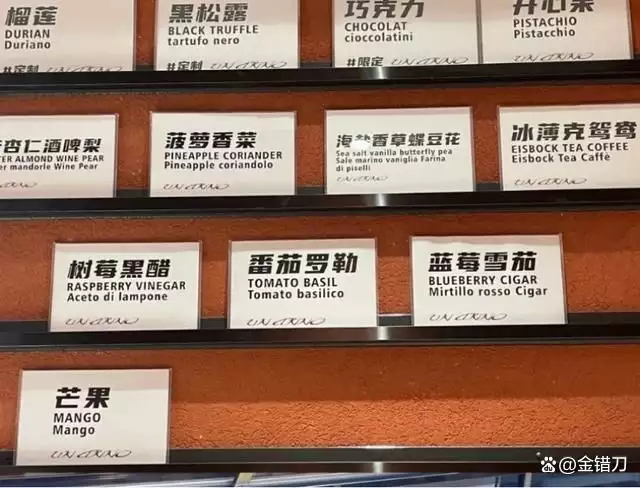 榴莲
DURIAN
Duriano
#定制
黑松露
BLACK TRUFFLE
tartufo nero
#定制
巧克力
CHOCOLAT
cioccolatini
#限定
开心果
PISTACHIO
Pistacchio
杏仁酒啤梨
ALMOND WINE PEAR
mandorle Wine Pear
菠萝香菜
PINEAPPLE CORIANDER
Pineapple coriandolo
海盐香草蝶豆花
Sea salt vanilla butterfly pea
Sale marino vaniglia Farina
di piselli
冰薄克鸳鸯
EISBOCK TEA COFFEE
Eisbock Tea Caffè
树莓黑醋
RASPBERRY VINEGAR
Aceto di lampone
番茄罗勒
TOMATO BASIL
Tomato basilico
蓝莓雪茄
BLUEBERRY CIGAR
Mirtillo rosso Cigar
芒果
MANGO
Mango
@金错刀